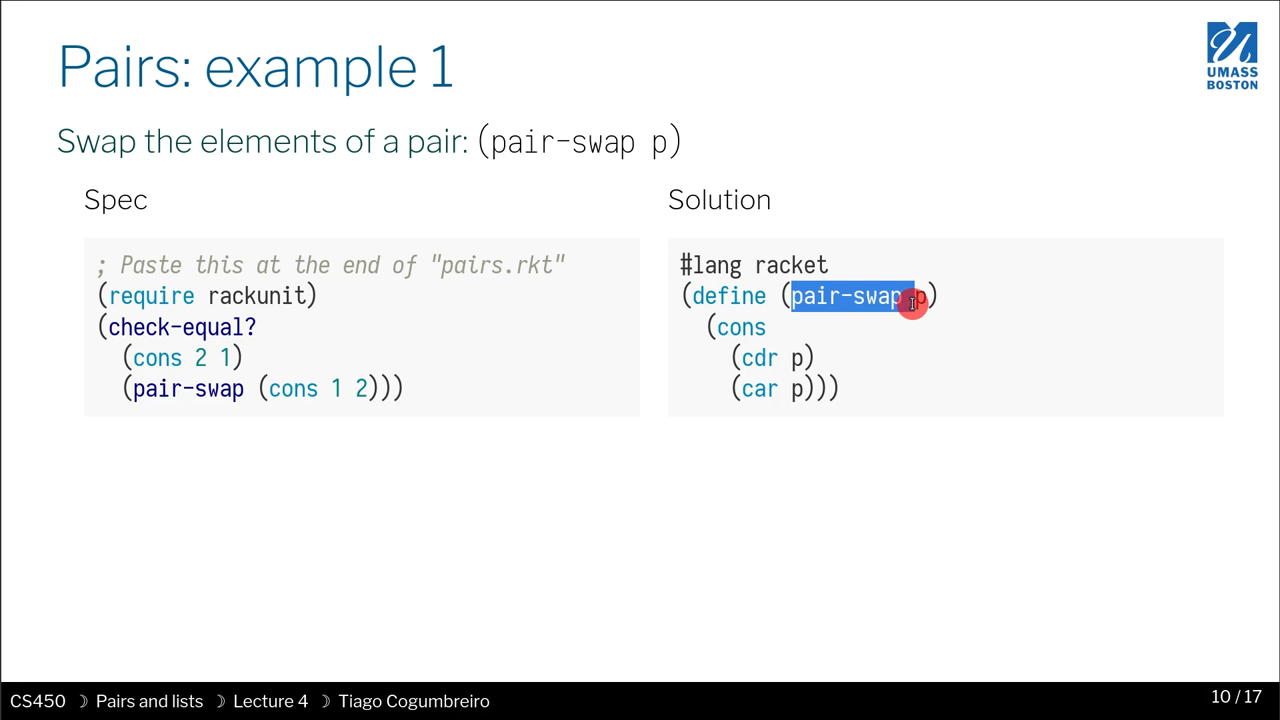 Pairs: example 1
UMASS
BOSTON
Swap the elements of a pair: (pair-swap p)
Spec
; Paste this at the end of "pairs.rkt"
(require rackunit)
(check-equal?
(cons 2 1)
(pair-swap (cons 1 2)))
Solution
#lang racket
(define (pair-swap p)
(cons
(cdr p)
(car p)))
CS450 ☽ Pairs and lists ☽ Lecture 4 ☽ Tiago Cogumbreiro
10 / 17